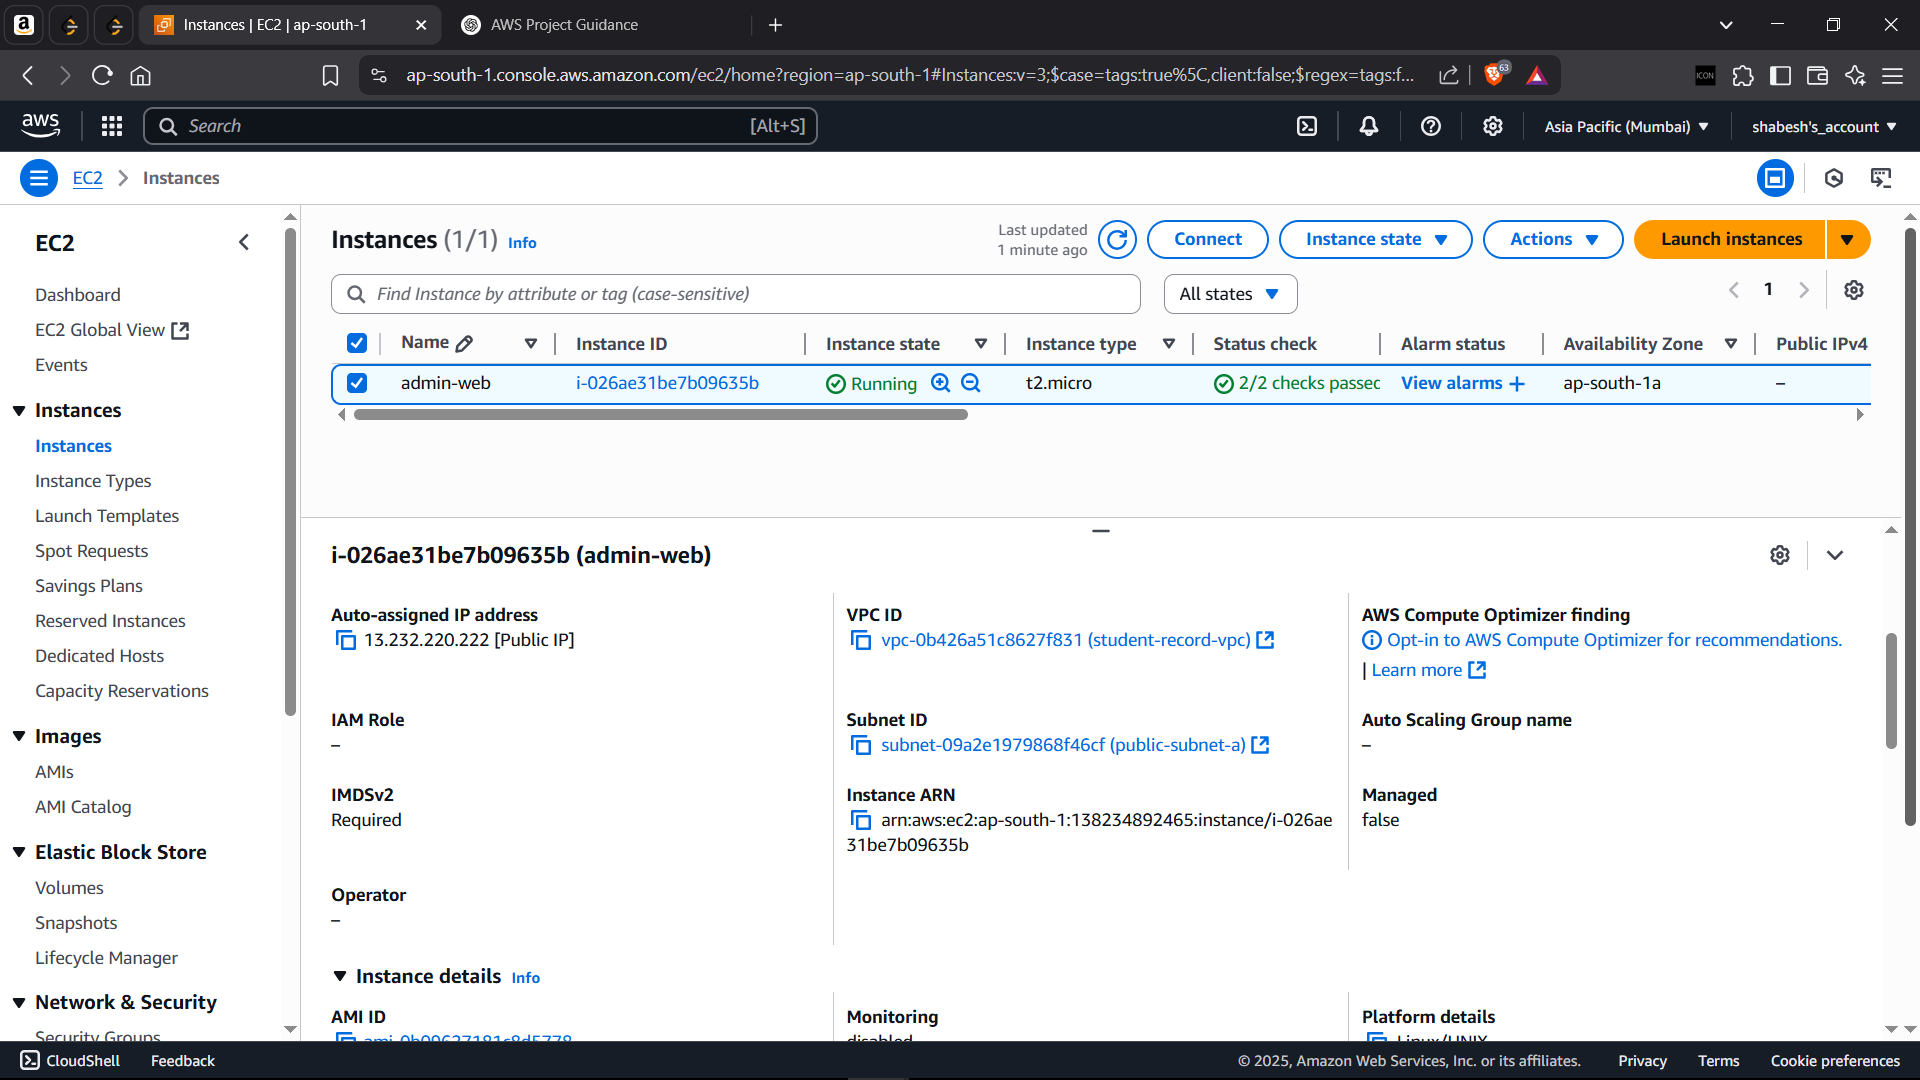 Instances | EC2 | ap-south-1
AWS Project Guidance
ap-south-1.console.aws.amazon.com/ec2/home?region=ap-south-1#Instances:v=3;$case=tags:true%5C,client:false;$regex=tags:f...
63
ICON
aws
Search
[Alt+S]
Asia Pacific (Mumbai)
shabesh's_account
EC2
Instances
EC2
Dashboard
EC2 Global View
Events
Instances
Instances
Instance Types
Launch Templates
Spot Requests
Savings Plans
Reserved Instances
Dedicated Hosts
Capacity Reservations
Images
AMIs
AMI Catalog
Elastic Block Store
Volumes
Snapshots
Lifecycle Manager
Network & Security
Security Groups
Instances (1/1) Info
Last updated
1 minute ago
Connect
Instance state
Actions
Launch instances
Find Instance by attribute or tag (case-sensitive)
All states
1
Name
Instance ID
Instance state
Instance type
Status check
Alarm status
Availability Zone
Public IPv4
admin-web
i-026ae31be7b09635b
Running
t2.micro
2/2 checks passec
View alarms +
ap-south-1a
–
i-026ae31be7b09635b (admin-web)
Auto-assigned IP address
13.232.220.222 [Public IP]
VPC ID
vpc-0b426a51c8627f831 (student-record-vpc)
AWS Compute Optimizer finding
Opt-in to AWS Compute Optimizer for recommendations.
| Learn more
IAM Role
–
Subnet ID
subnet-09a2e1979868f46cf (public-subnet-a)
Auto Scaling Group name
–
IMDSv2
Required
Instance ARN
arn:aws:ec2:ap-south-1:138234892465:instance/i-026ae
31be7b09635b
Managed
false
Operator
–
Instance details Info
AMI ID
ami-0b09627181c8d5778
Monitoring
disabled
Platform details
Linux/UNIX
CloudShell
Feedback
© 2025, Amazon Web Services, Inc. or its affiliates.
Privacy
Terms
Cookie preferences